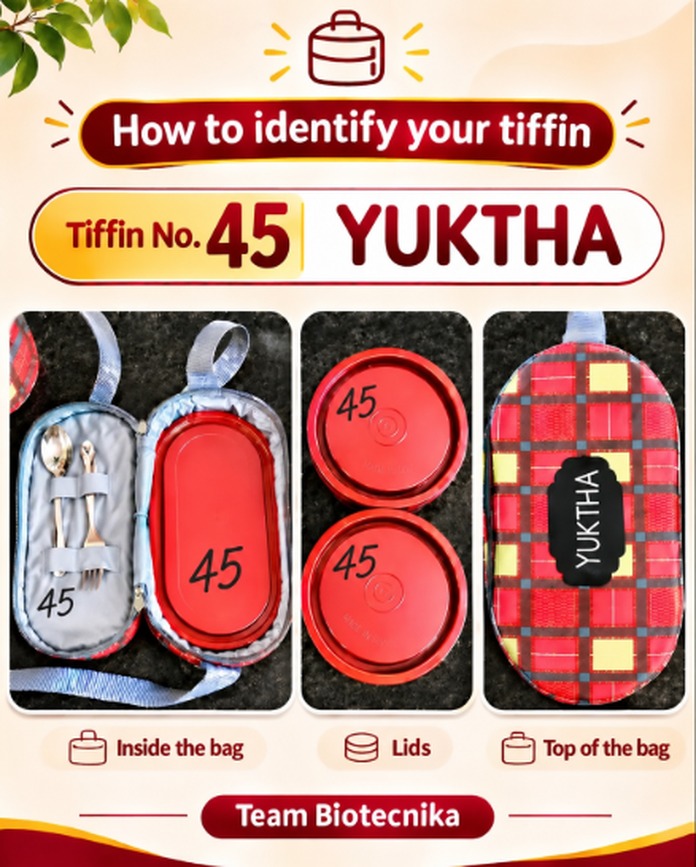 How to identify your tiffin
Tiffin No. 45 YUKTHA
45
45
45
45
YUKTHA
Inside the bag
Lids
Top of the bag
Team Biotecnika